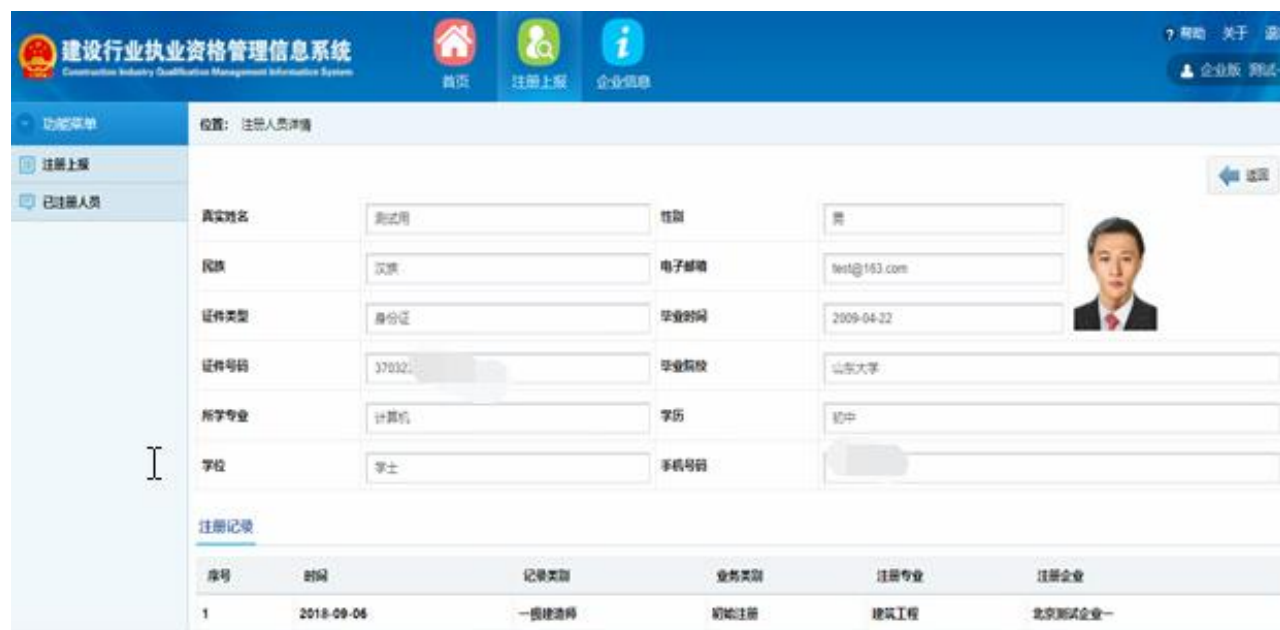 建设行业执业资格管理信息系统
Construction Industry Qualification Management Information System
首页 注册上报 企业信息
? 帮助 关于
企业版 测试
功能菜单
位置: 注册人员详情
注册上报
返回
已注册人员
真实姓名 测试用 性别 男
民族 汉族 电子邮箱 test@163.com
证件类型 身份证 毕业时间 2009-04-22
证件号码 37032 毕业院校 山东大学
所学专业 计算机 学历 初中
学位 学士 手机号码
注册记录
序号 时间 记录类别 业务类别 注册专业 注册企业
1 2018-09-06 一级建造师 初始注册 建筑工程 北京测试企业一